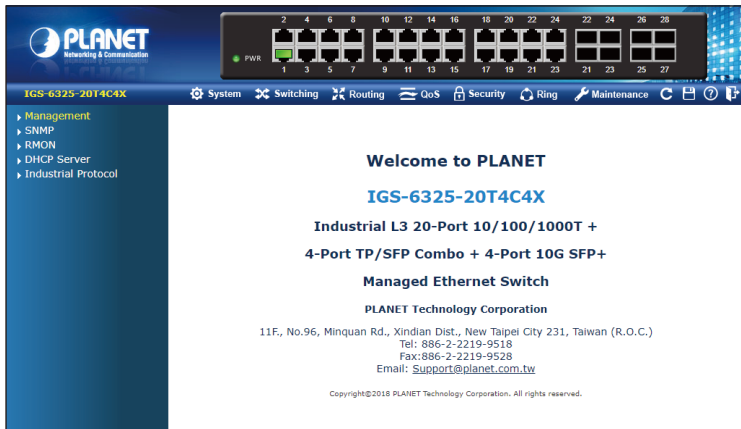 2 4 6 8 10 12 14 16 18 20 22 24 22 24 26 28
PLANET
Networking & Communication
PWR
1 3 5 7 9 11 13 15 17 19 21 23 21 23 25 27
IGS-6325-20T4C4X
System Switching Routing QoS Security Ring Maintenance
Management
SNMP
RMON
DHCP Server
Industrial Protocol
Welcome to PLANET
IGS-6325-20T4C4X
Industrial L3 20-Port 10/100/1000T +
4-Port TP/SFP Combo + 4-Port 10G SFP+
Managed Ethernet Switch
PLANET Technology Corporation
11F., No.96, Minquan Rd., Xindian Dist., New Taipei City 231, Taiwan (R.O.C.)
Tel: 886-2-2219-9518
Fax:886-2-2219-9528
Email: Support@planet.com.tw
Copyright©2018 PLANET Technology Corporation. All rights reserved.